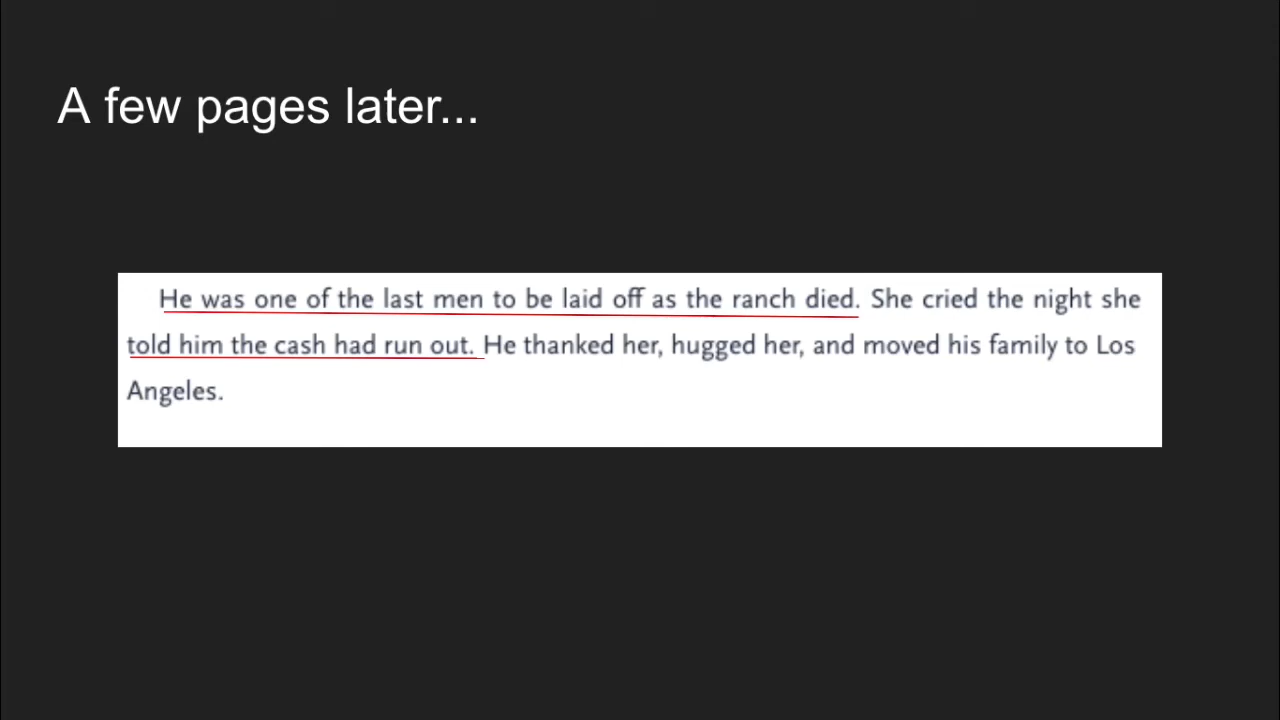 A few pages later...
He was one of the last men to be laid off as the ranch died. She cried the night she
told him the cash had run out. He thanked her, hugged her, and moved his family to Los
Angeles.